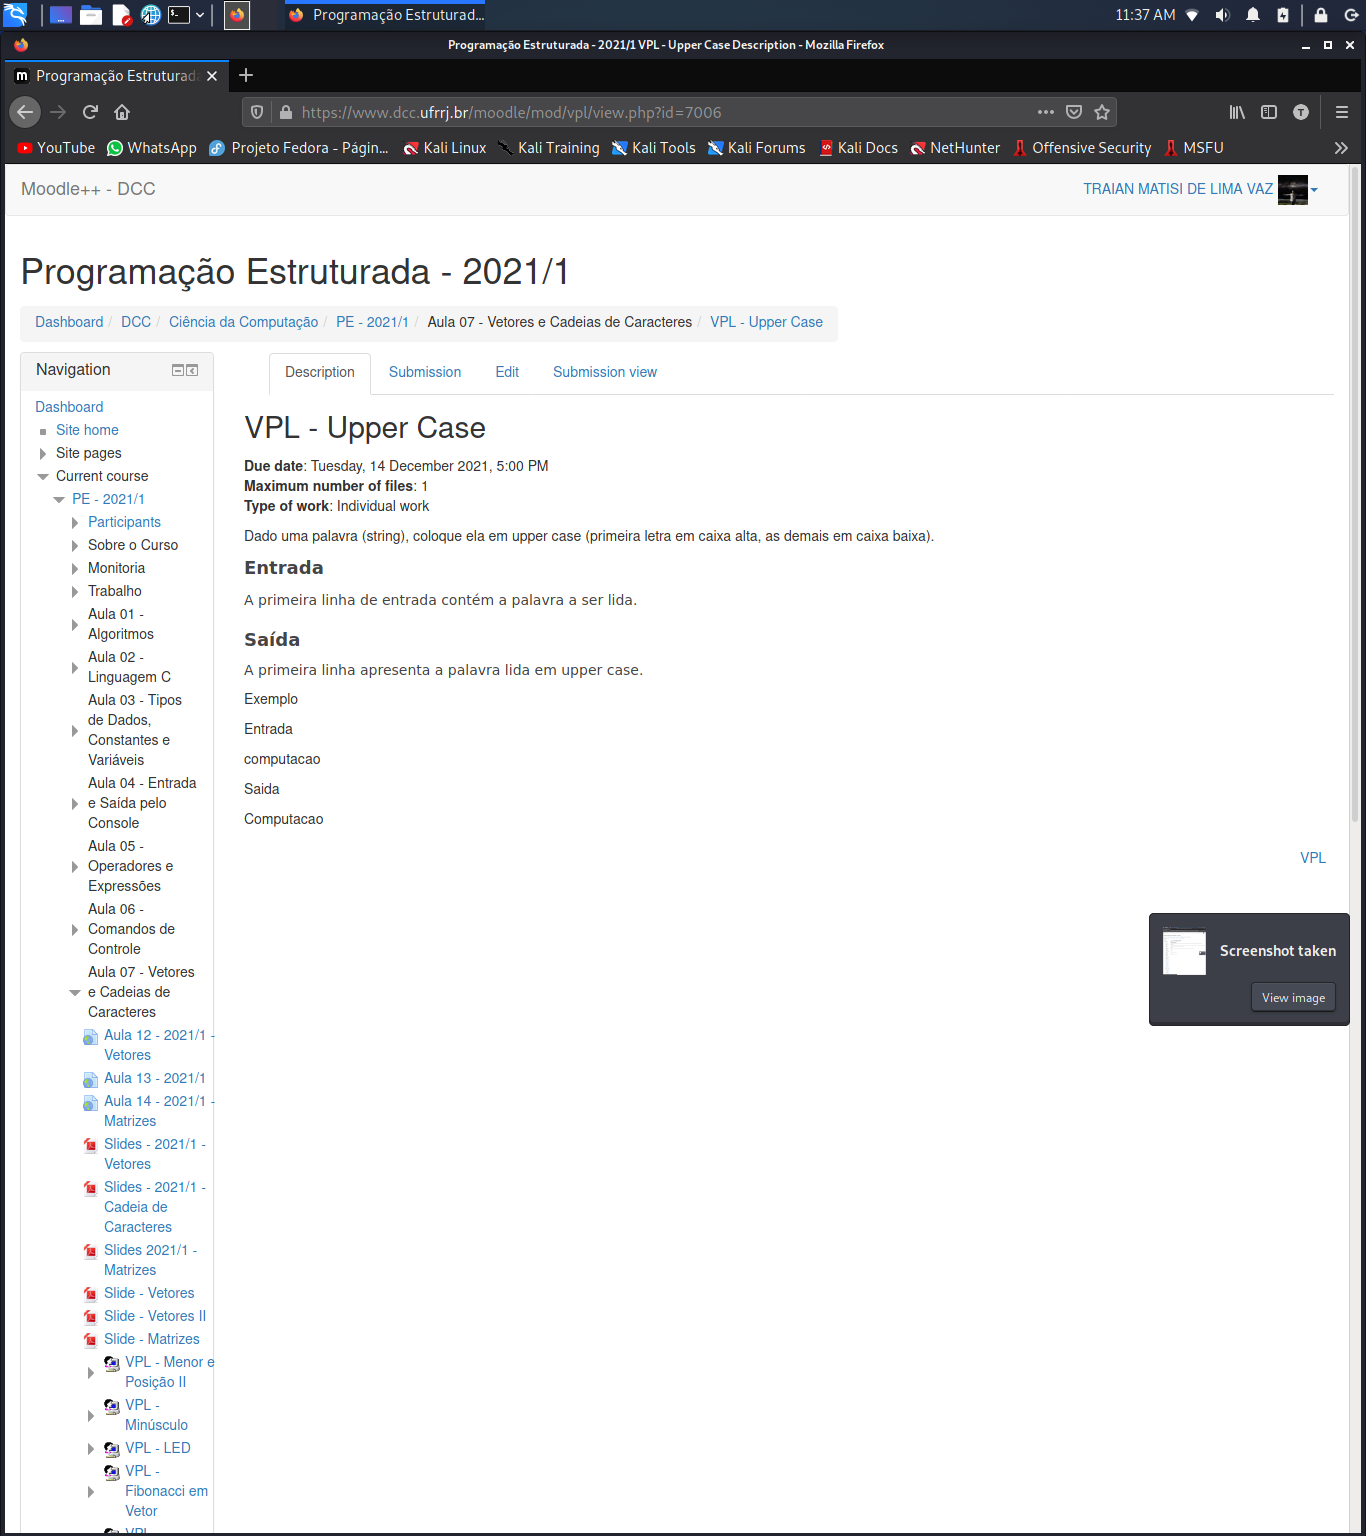 11:37 AM
Programação Estruturad...
Programação Estruturada - 2021/1 VPL - Upper Case Description - Mozilla Firefox
Programação Estruturad
https://www.dcc.ufrrj.br/moodle/mod/vpl/view.php?id=7006
YouTube WhatsApp Projeto Fedora - Págin... Kali Linux Kali Training Kali Tools Kali Forums Kali Docs NetHunter Offensive Security MSFU
Moodle++ - DCC
TRAIAN MATISI DE LIMA VAZ
Programação Estruturada - 2021/1
Dashboard / DCC / Ciência da Computação / PE - 2021/1 / Aula 07 - Vetores e Cadeias de Caracteres / VPL - Upper Case
Navigation
Dashboard
Site home
Site pages
Current course
PE - 2021/1
Participants
Sobre o Curso
Monitoria
Trabalho
Aula 01 -
Algoritmos
Aula 02 -
Linguagem C
Aula 03 - Tipos
de Dados,
Constantes e
Variáveis
Aula 04 - Entrada
e Saída pelo
Console
Aula 05 -
Operadores e
Expressões
Aula 06 -
Comandos de
Controle
Aula 07 - Vetores
e Cadeias de
Caracteres
Aula 12 - 2021/1 -
Vetores
Aula 13 - 2021/1
Aula 14 - 2021/1 -
Matrizes
Slides - 2021/1 -
Vetores
Slides - 2021/1 -
Cadeia de
Caracteres
Slides 2021/1 -
Matrizes
Slide - Vetores
Slide - Vetores II
Slide - Matrizes
VPL - Menor e
Posição II
VPL -
Minúsculo
VPL - LED
VPL -
Fibonacci em
Vetor
VPL -
Description Submission Edit Submission view
VPL - Upper Case
Due date: Tuesday, 14 December 2021, 5:00 PM
Maximum number of files: 1
Type of work: Individual work
Dado uma palavra (string), coloque ela em upper case (primeira letra em caixa alta, as demais em caixa baixa).
Entrada
A primeira linha de entrada contém a palavra a ser lida.
Saída
A primeira linha apresenta a palavra lida em upper case.
Exemplo
Entrada
computacao
Saida
Computacao
VPL
Screenshot taken
View image